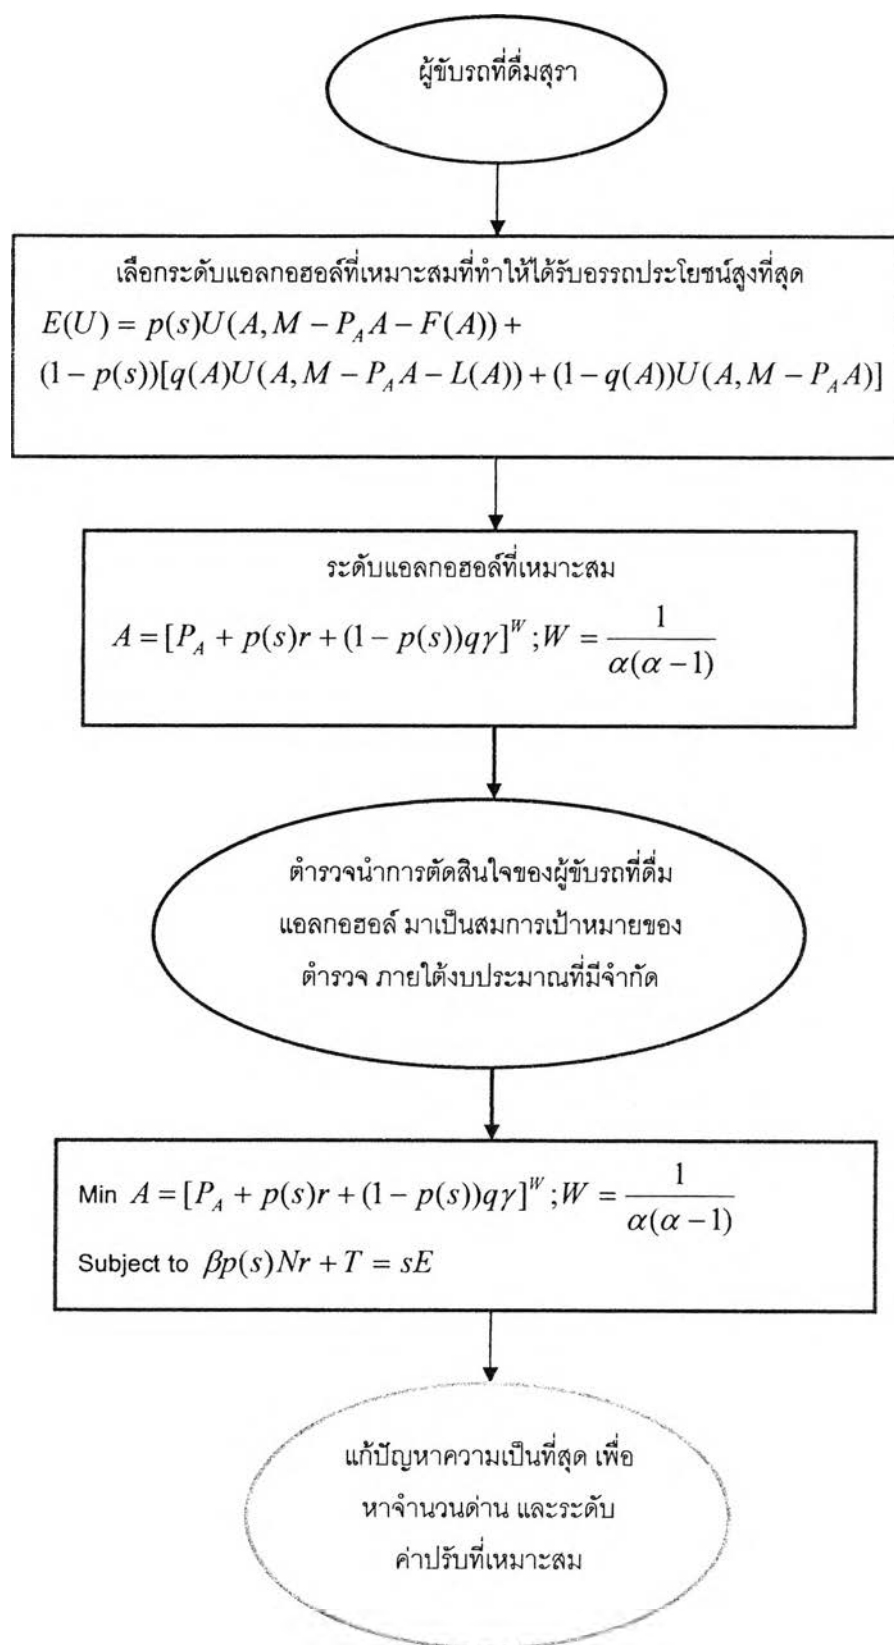 ผู้ขับรถที่ดื่มสุรา
เลือกระดับแอลกอฮอล์ที่เหมาะสมที่ทำให้ได้รับอรรถประโยชน์สูงที่สุด
E(U) = p(s)U(A, M − P_A A − F(A)) +
(1 − p(s))[q(A)U(A, M − P_A A − L(A)) + (1 − q(A))U(A, M − P_A A)]
ระดับแอลกอฮอล์ที่เหมาะสม
A = [P_A + p(s)r + (1 − p(s))qγ]^W ; W = 1 / α(α − 1)
ตำรวจนำการตัดสินใจของผู้ขับรถที่ดื่ม
แอลกอฮอล์ มาเป็นสมการเป้าหมายของ
ตำรวจ ภายใต้งบประมาณที่มีจำกัด
Min A = [P_A + p(s)r + (1 − p(s))qγ]^W ; W = 1 / α(α − 1)
Subject to βp(s)Nr + T = sE
แก้ปัญหาความเป็นที่สุด เพื่อ
หาจำนวนด่าน และระดับ
ค่าปรับที่เหมาะสม